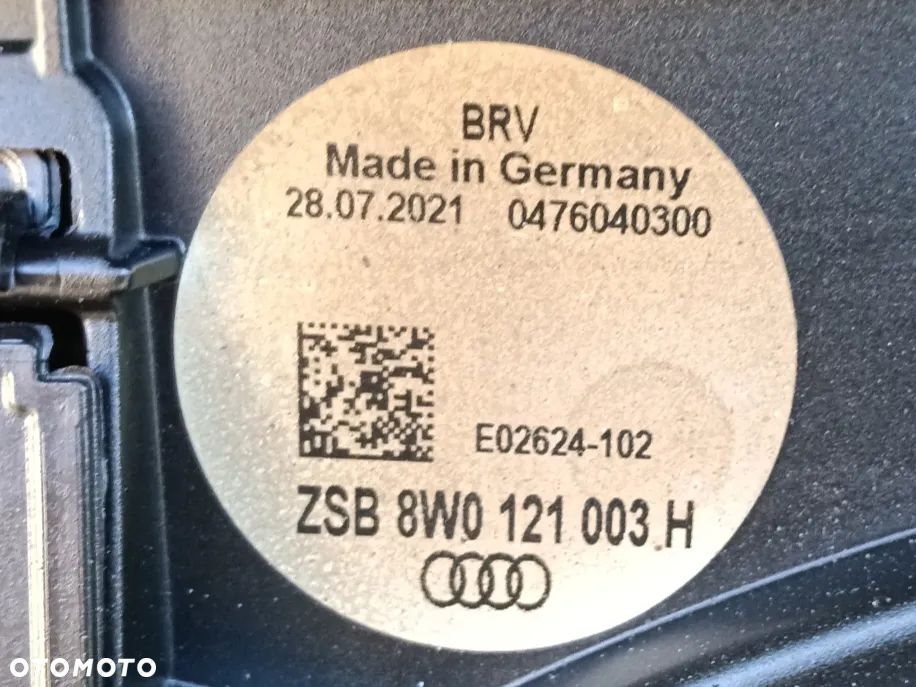 BRV
Made in Germany
28.07.2021 0476040300
E02624-102
ZSB 8W0 121 003 H
OTOMOTO